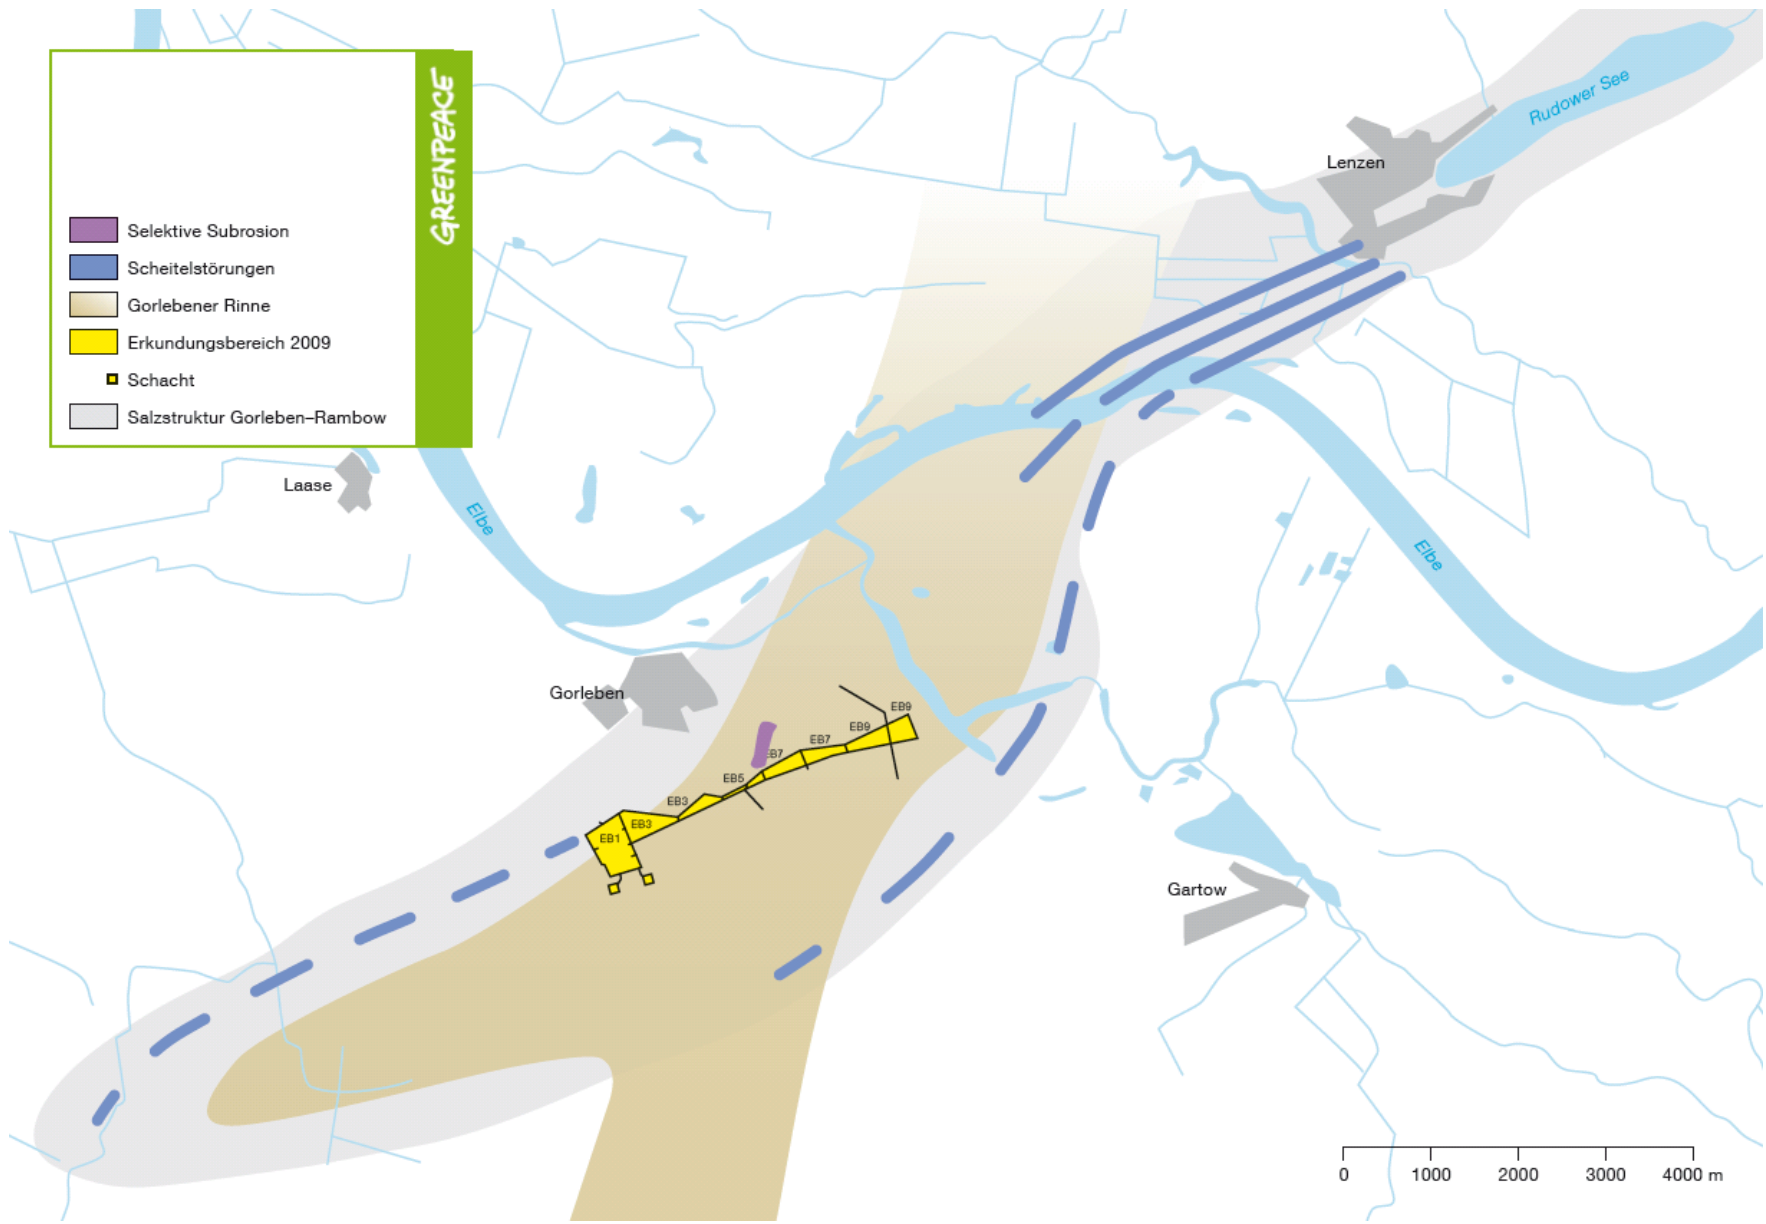 GREENPEACE
Selektive Subrosion
Scheitelstörungen
Gorlebener Rinne
Erkundungsbereich 2009
Schacht
Salzstruktur Gorleben–Rambow
Rudower See
Lenzen
Laase
Elbe
Elbe
Gorleben
EB9
EB9
EB7
EB7
EB5
EB3
EB3
EB1
Gartow
0 1000 2000 3000 4000 m